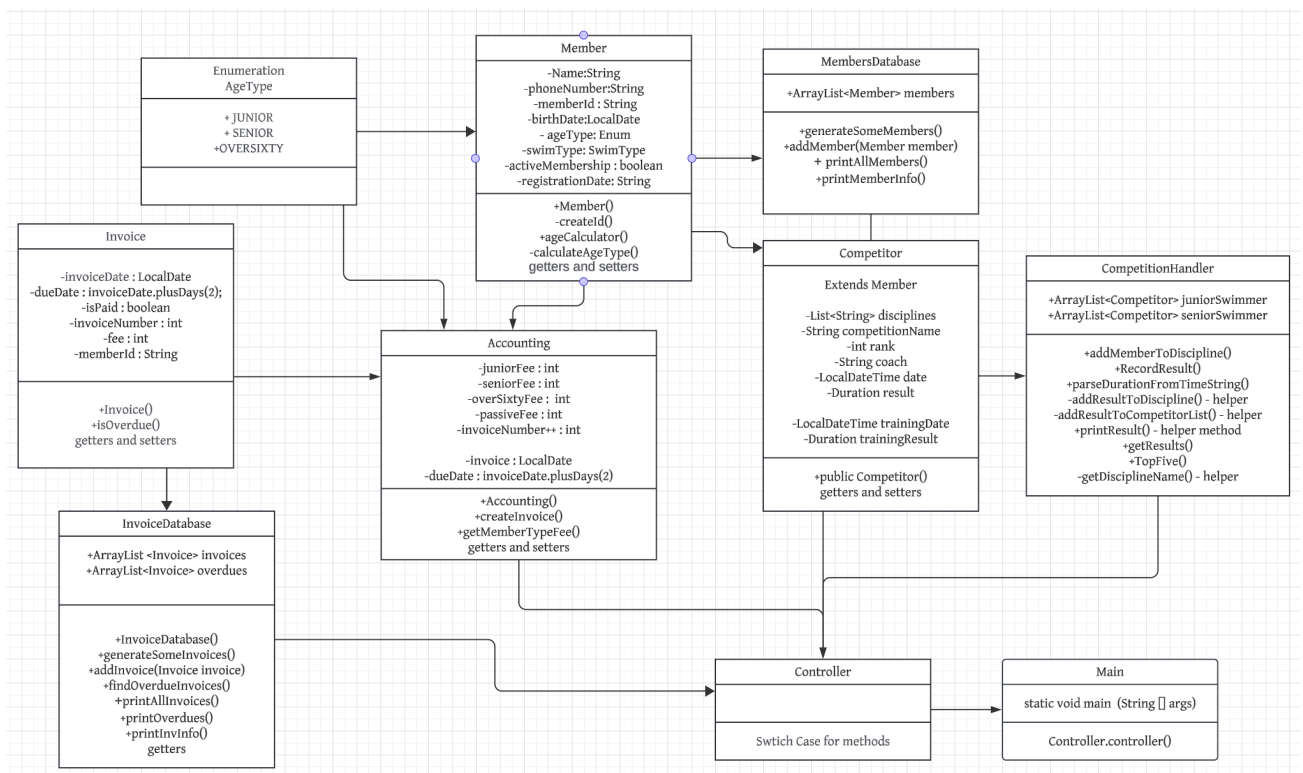 Enumeration
AgeType
+ JUNIOR
+ SENIOR
+OVERSIXTY
Member
-Name:String
-phoneNumber:String
-memberId : String
-birthDate:LocalDate
- ageType: Enum
-swimType: SwimType
-activeMembership : boolean
-registrationDate: String
+Member()
-createId()
+ageCalculator()
-calculateAgeType()
getters and setters
MembersDatabase
+ArrayList<Member> members
+generateSomeMembers()
+addMember(Member member)
+ printAllMembers()
+printMemberInfo()
Invoice
-invoiceDate : LocalDate
-dueDate : invoiceDate.plusDays(2);
-isPaid : boolean
-invoiceNumber : int
-fee : int
-memberId : String
+Invoice()
+isOverdue()
getters and setters
Accounting
-juniorFee : int
-seniorFee : int
-overSixtyFee : int
-passiveFee : int
-invoiceNumber++ : int
-invoice : LocalDate
-dueDate : invoiceDate.plusDays(2)
+Accounting()
+createInvoice()
+getMemberTypeFee()
getters and setters
Competitor
Extends Member
-List<String> disciplines
-String competitionName
-int rank
-String coach
-LocalDateTime date
-Duration result
-LocalDateTime trainingDate
-Duration trainingResult
+public Competitor()
getters and setters
CompetitionHandler
+ArrayList<Competitor> juniorSwimmer
+ArrayList<Competitor> seniorSwimmer
+addMemberToDiscipline()
+RecordResult()
+parseDurationFromTimeString()
-addResultToDiscipline() - helper
-addResultToCompetitorList() - helper
+printResult() - helper method
+getResults()
+TopFive()
-getDisciplineName() - helper
InvoiceDatabase
+ArrayList <Invoice> invoices
+ArrayList<Invoice> overdues
+InvoiceDatabase()
+generateSomeInvoices()
+addInvoice(Invoice invoice)
+findOverdueInvoices()
+printAllInvoices()
+printOverdues()
+printInvInfo()
getters
Controller
Swtich Case for methods
Main
static void main (String [] args)
Controller.controller()